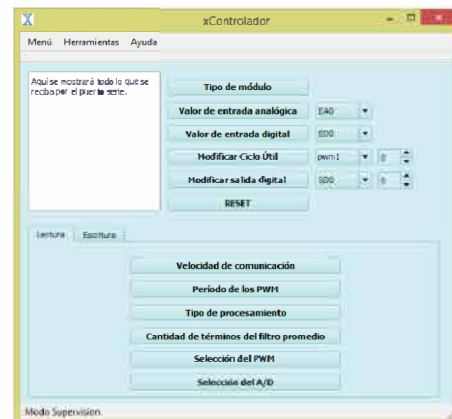 X xControlador
Menú Herramientas Ayuda
Aquí se mostrará todo lo que se
reciba por el puerto serie.
Tipo de módulo
Valor de entrada analógica EA0
Valor de entrada digital ED0
Modificar Ciclo Útil pwm1 0
Modificar salida digital SD0 0
RESET
Lectura Escritura
Velocidad de comunicación
Período de los PWM
Tipo de procesamiento
Cantidad de términos del filtro promedio
Selección del PWM
Selección del A/D
Modo Supervision